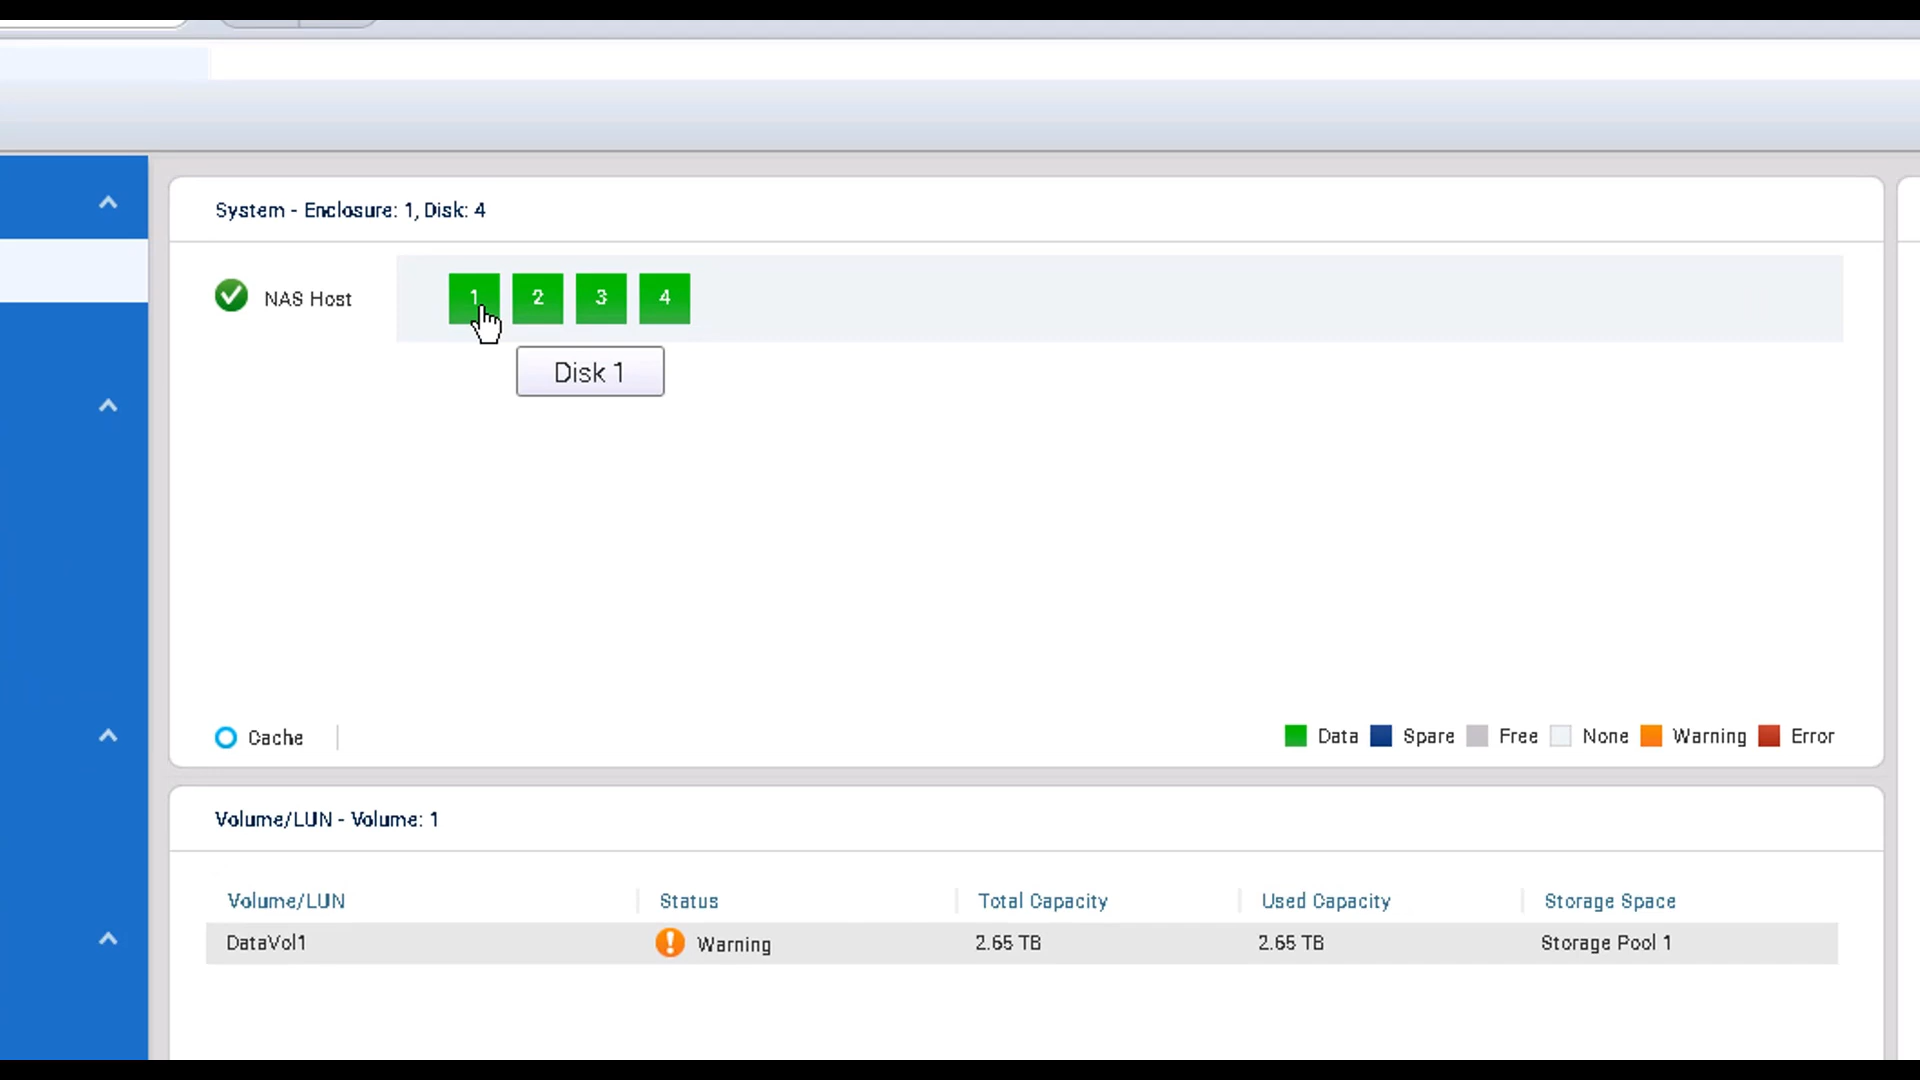 System - Enclosure: 1, Disk: 4
NAS Host
1 2 3 4
Disk 1
Cache
Data Spare Free None Warning Error
Volume/LUN - Volume: 1
Volume/LUN Status Total Capacity Used Capacity Storage Space
DataVol1 Warning 2.65 TB 2.65 TB Storage Pool 1